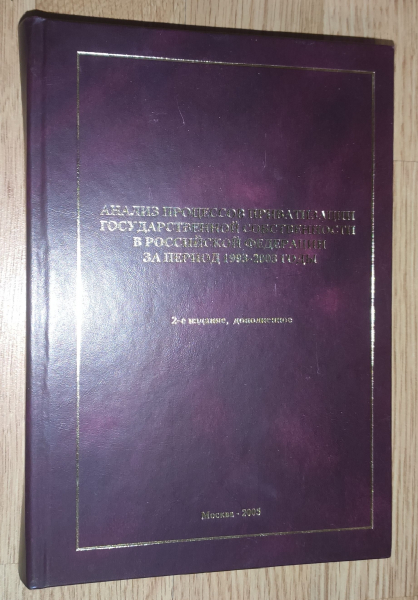 АНАЛИЗ ПРОЦЕССОВ ПРИВАТИЗАЦИИ
ГОСУДАРСТВЕННОЙ СОБСТВЕННОСТИ
В РОССИЙСКОЙ ФЕДЕРАЦИИ
ЗА ПЕРИОД 1993-2003 ГОДЫ
2-е издание, дополненное
Москва - 2005